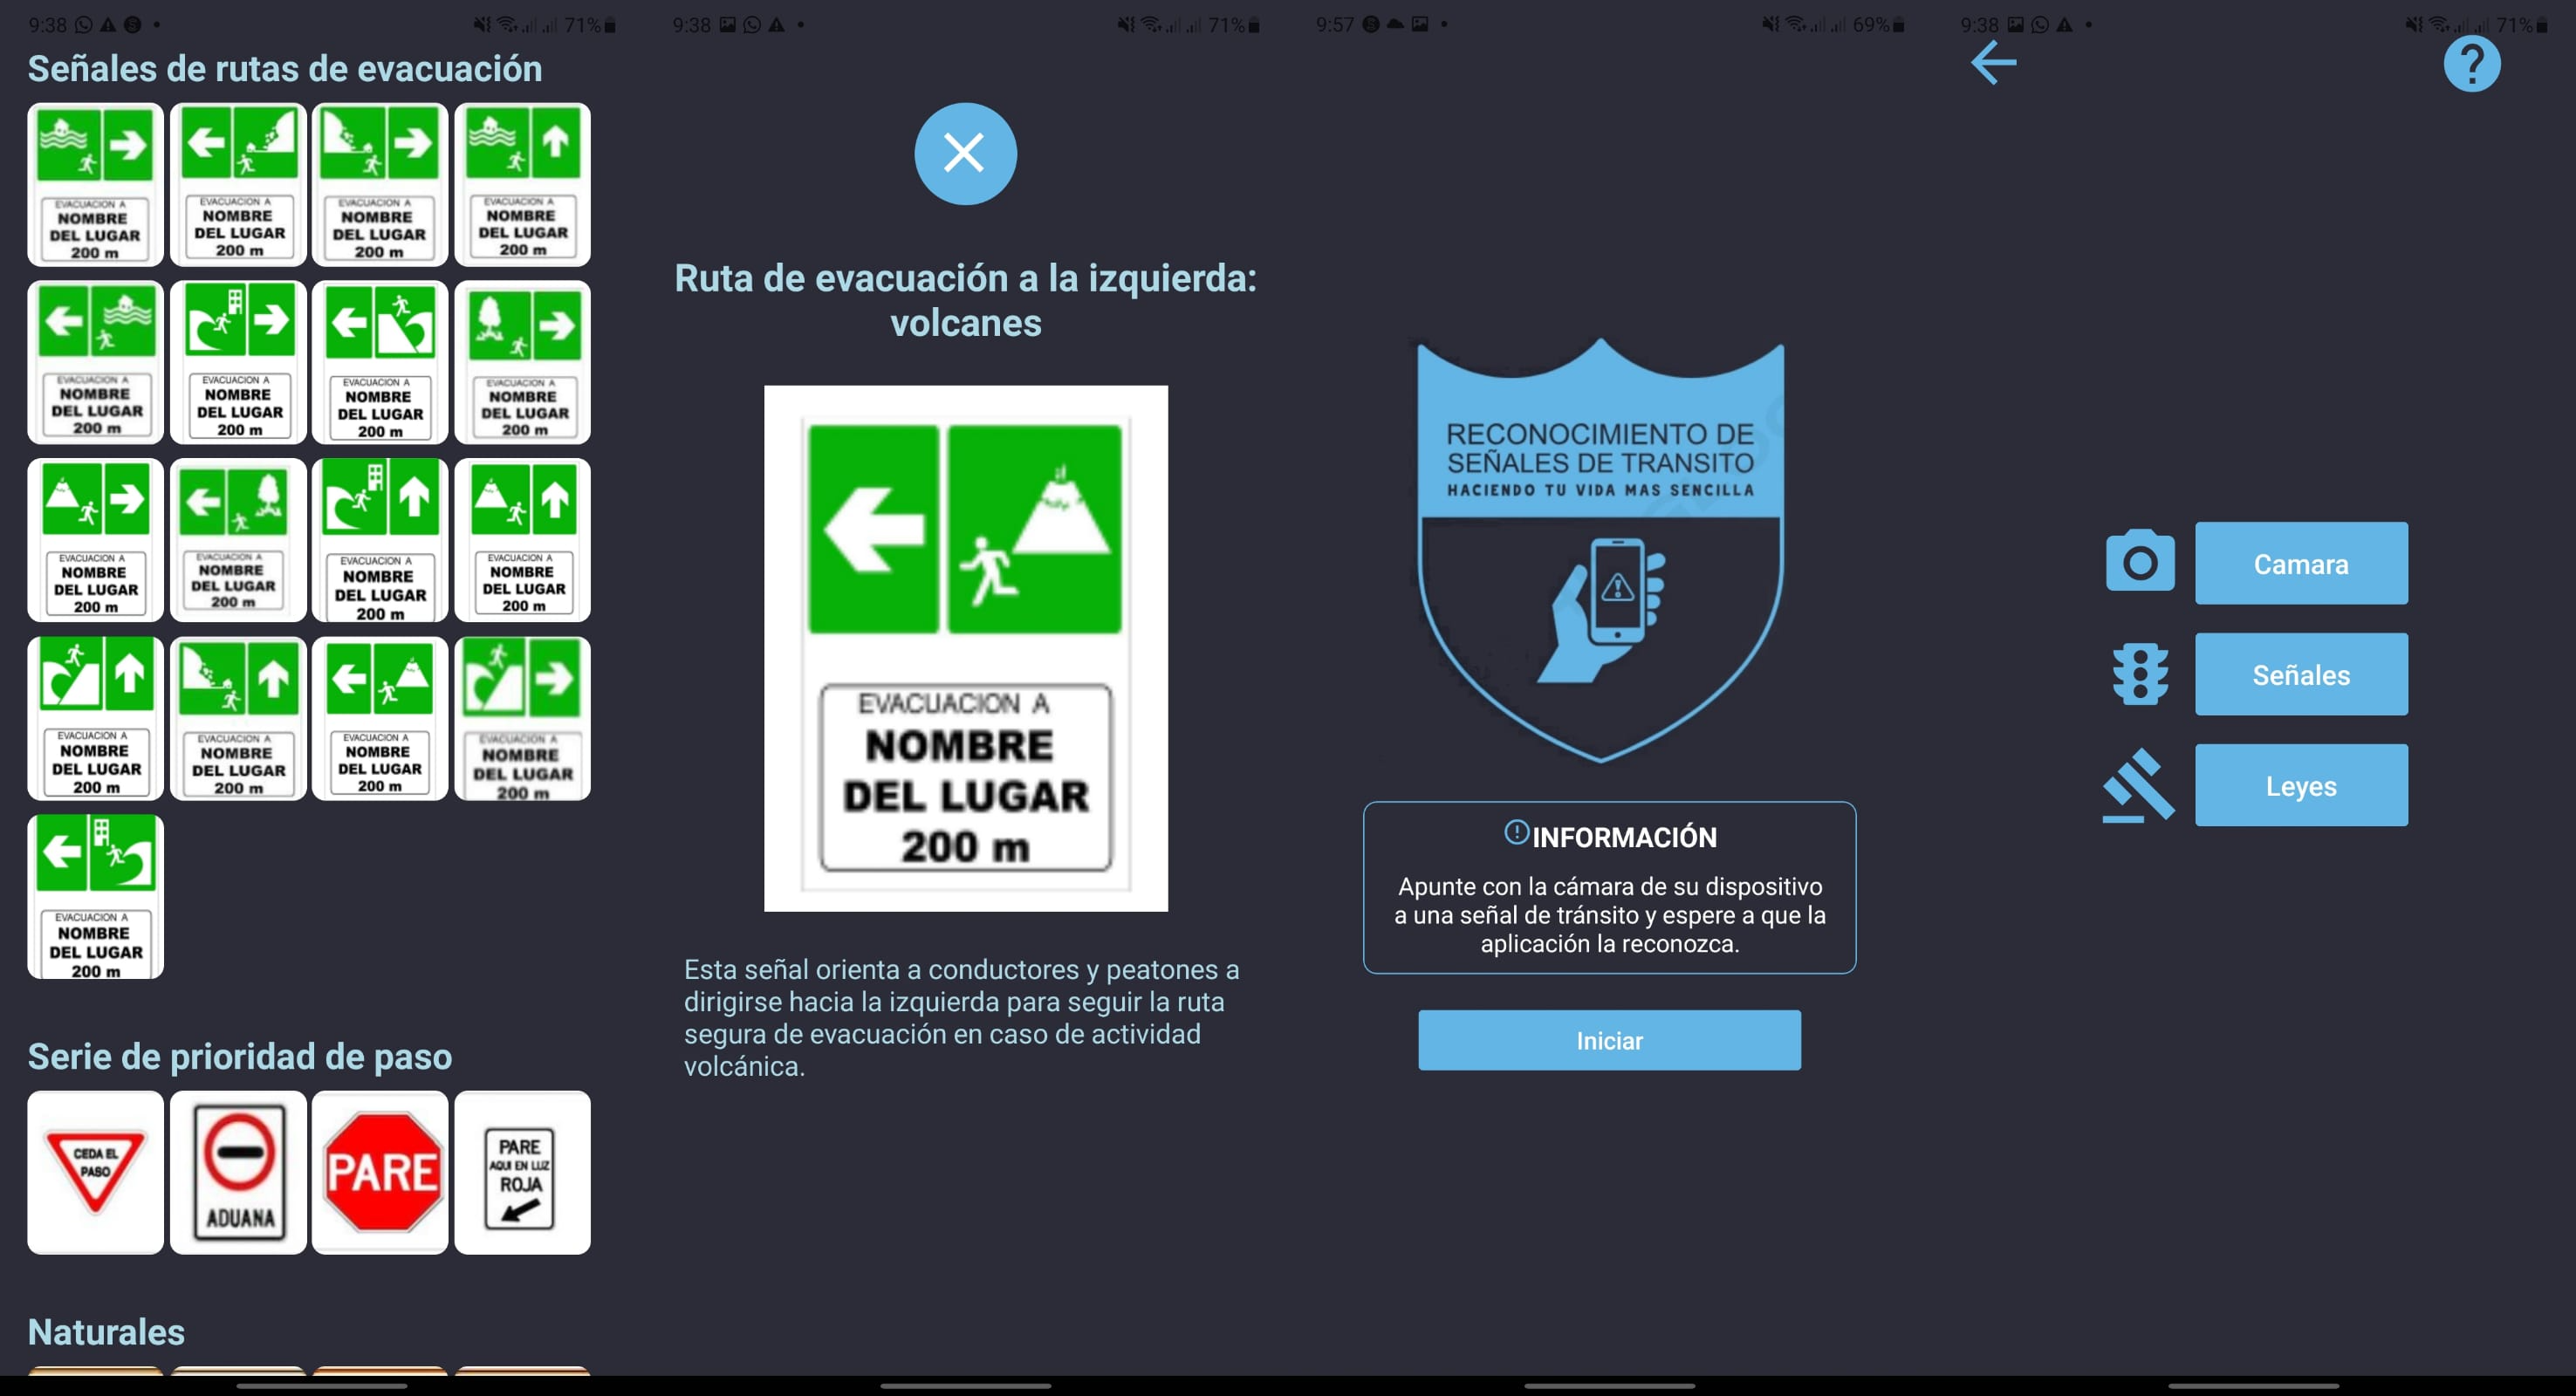 9:38
71%
Señales de rutas de evacuación
EVACUACION A
NOMBRE
DEL LUGAR
200 m
EVACUACION A
NOMBRE
DEL LUGAR
200 m
EVACUACION A
NOMBRE
DEL LUGAR
200 m
EVACUACION A
NOMBRE
DEL LUGAR
200 m
EVACUACION A
NOMBRE
DEL LUGAR
200 m
EVACUACION A
NOMBRE
DEL LUGAR
200 m
EVACUACION A
NOMBRE
DEL LUGAR
200 m
EVACUACION A
NOMBRE
DEL LUGAR
200 m
EVACUACION A
NOMBRE
DEL LUGAR
200 m
EVACUACION A
NOMBRE
DEL LUGAR
200 m
EVACUACION A
NOMBRE
DEL LUGAR
200 m
EVACUACION A
NOMBRE
DEL LUGAR
200 m
EVACUACION A
NOMBRE
DEL LUGAR
200 m
EVACUACION A
NOMBRE
DEL LUGAR
200 m
EVACUACION A
NOMBRE
DEL LUGAR
200 m
EVACUACION A
NOMBRE
DEL LUGAR
200 m
EVACUACION A
NOMBRE
DEL LUGAR
200 m
Serie de prioridad de paso
CEDA EL
PASO
ADUANA
PARE
PARE
AQUI EN LUZ
ROJA
Naturales
9:38
71%
Ruta de evacuación a la izquierda:
volcanes
EVACUACION A
NOMBRE
DEL LUGAR
200 m
Esta señal orienta a conductores y peatones a
dirigirse hacia la izquierda para seguir la ruta
segura de evacuación en caso de actividad
volcánica.
9:57
69%
RECONOCIMIENTO DE
SEÑALES DE TRANSITO
HACIENDO TU VIDA MAS SENCILLA
INFORMACIÓN
Apunte con la cámara de su dispositivo
a una señal de tránsito y espere a que la
aplicación la reconozca.
Iniciar
9:38
71%
?
Camara
Señales
Leyes